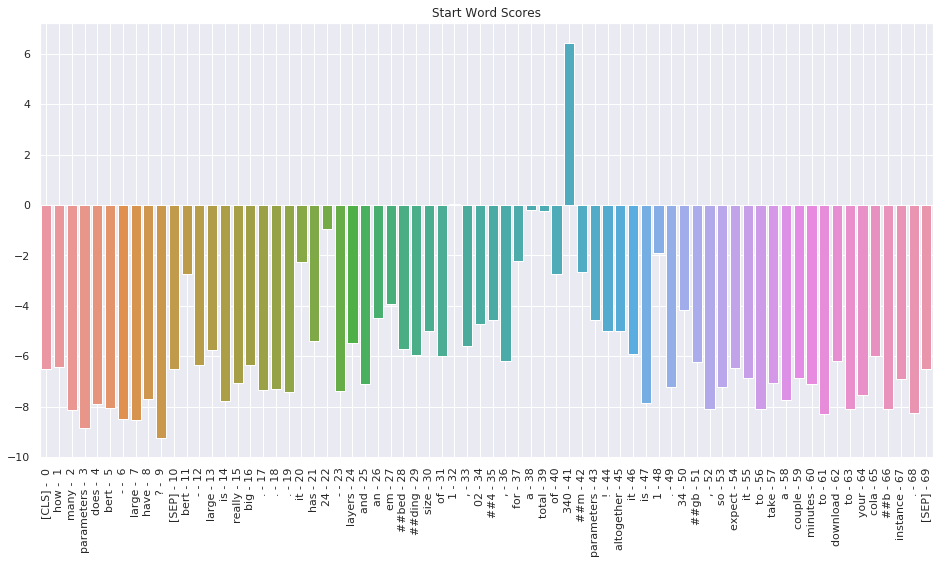 Start Word Scores
6
4
2
0
−2
−4
−6
−8
−10
[CLS] - 0
how - 1
many - 2
parameters - 3
does - 4
bert - 5
- - 6
large - 7
have - 8
? - 9
[SEP] - 10
bert - 11
- - 12
large - 13
is - 14
really - 15
big - 16
. - 17
. - 18
. - 19
it - 20
has - 21
24 - 22
, - 23
layers - 24
and - 25
an - 26
em - 27
##bed - 28
##ding - 29
size - 30
of - 31
1 - 32
, - 33
02 - 34
##4 - 35
, - 36
for - 37
a - 38
total - 39
of - 40
340 - 41
##m - 42
parameters - 43
! - 44
altogether - 45
it - 46
is - 47
1 - 48
. - 49
34 - 50
##gb - 51
, - 52
so - 53
expect - 54
it - 55
to - 56
take - 57
a - 58
couple - 59
minutes - 60
to - 61
download - 62
to - 63
your - 64
cola - 65
##b - 66
instance - 67
. - 68
[SEP] - 69